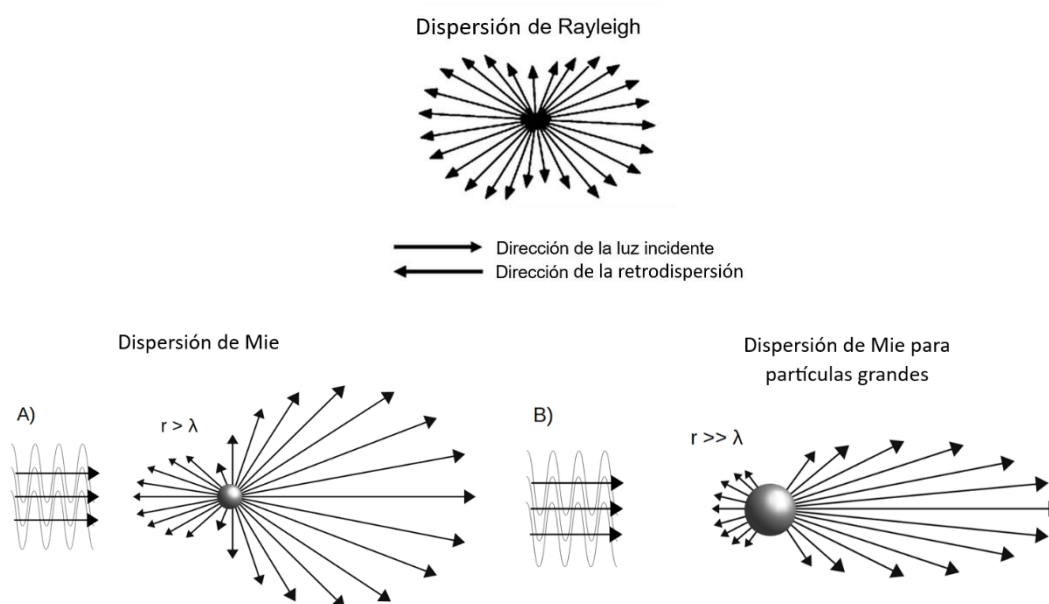 Dispersión de Rayleigh
Dirección de la luz incidente
Dirección de la retrodispersión
Dispersión de Mie
Dispersión de Mie para
partículas grandes
A)
r > λ
B)
r >> λ